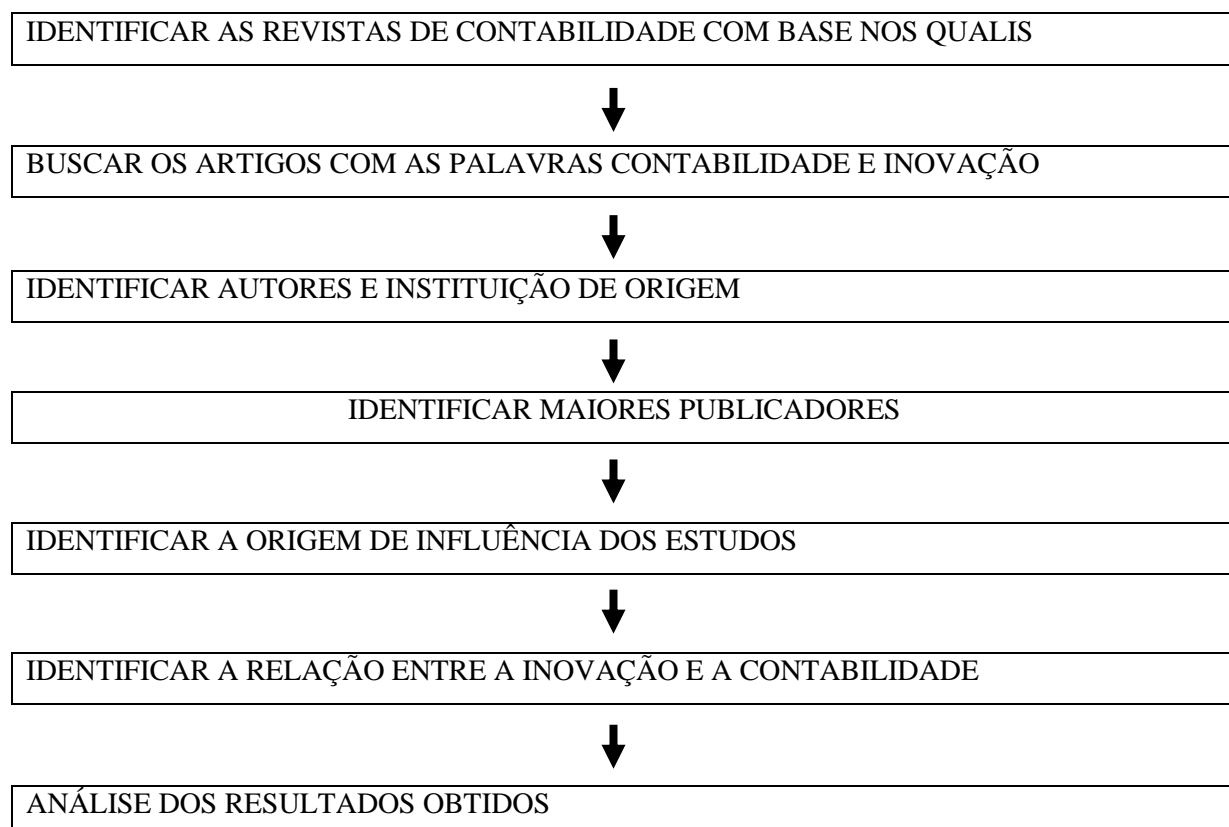 IDENTIFICAR AS REVISTAS DE CONTABILIDADE COM BASE NOS QUALIS
BUSCAR OS ARTIGOS COM AS PALAVRAS CONTABILIDADE E INOVAÇÃO
IDENTIFICAR AUTORES E INSTITUIÇÃO DE ORIGEM
IDENTIFICAR MAIORES PUBLICADORES
IDENTIFICAR A ORIGEM DE INFLUÊNCIA DOS ESTUDOS
IDENTIFICAR A RELAÇÃO ENTRE A INOVAÇÃO E A CONTABILIDADE
ANÁLISE DOS RESULTADOS OBTIDOS